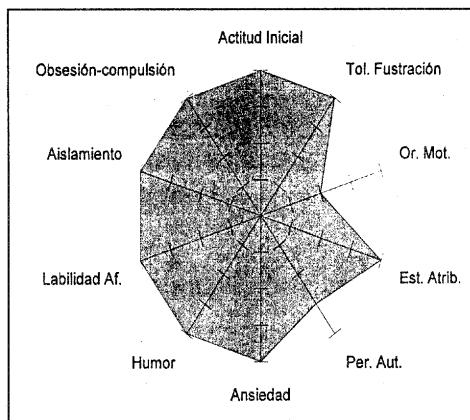 Actitud Inicial
Obsesión-compulsión
Tol. Fustración
Aislamiento
Or. Mot.
Labilidad Af.
Est. Atrib.
Humor
Per. Aut.
Ansiedad